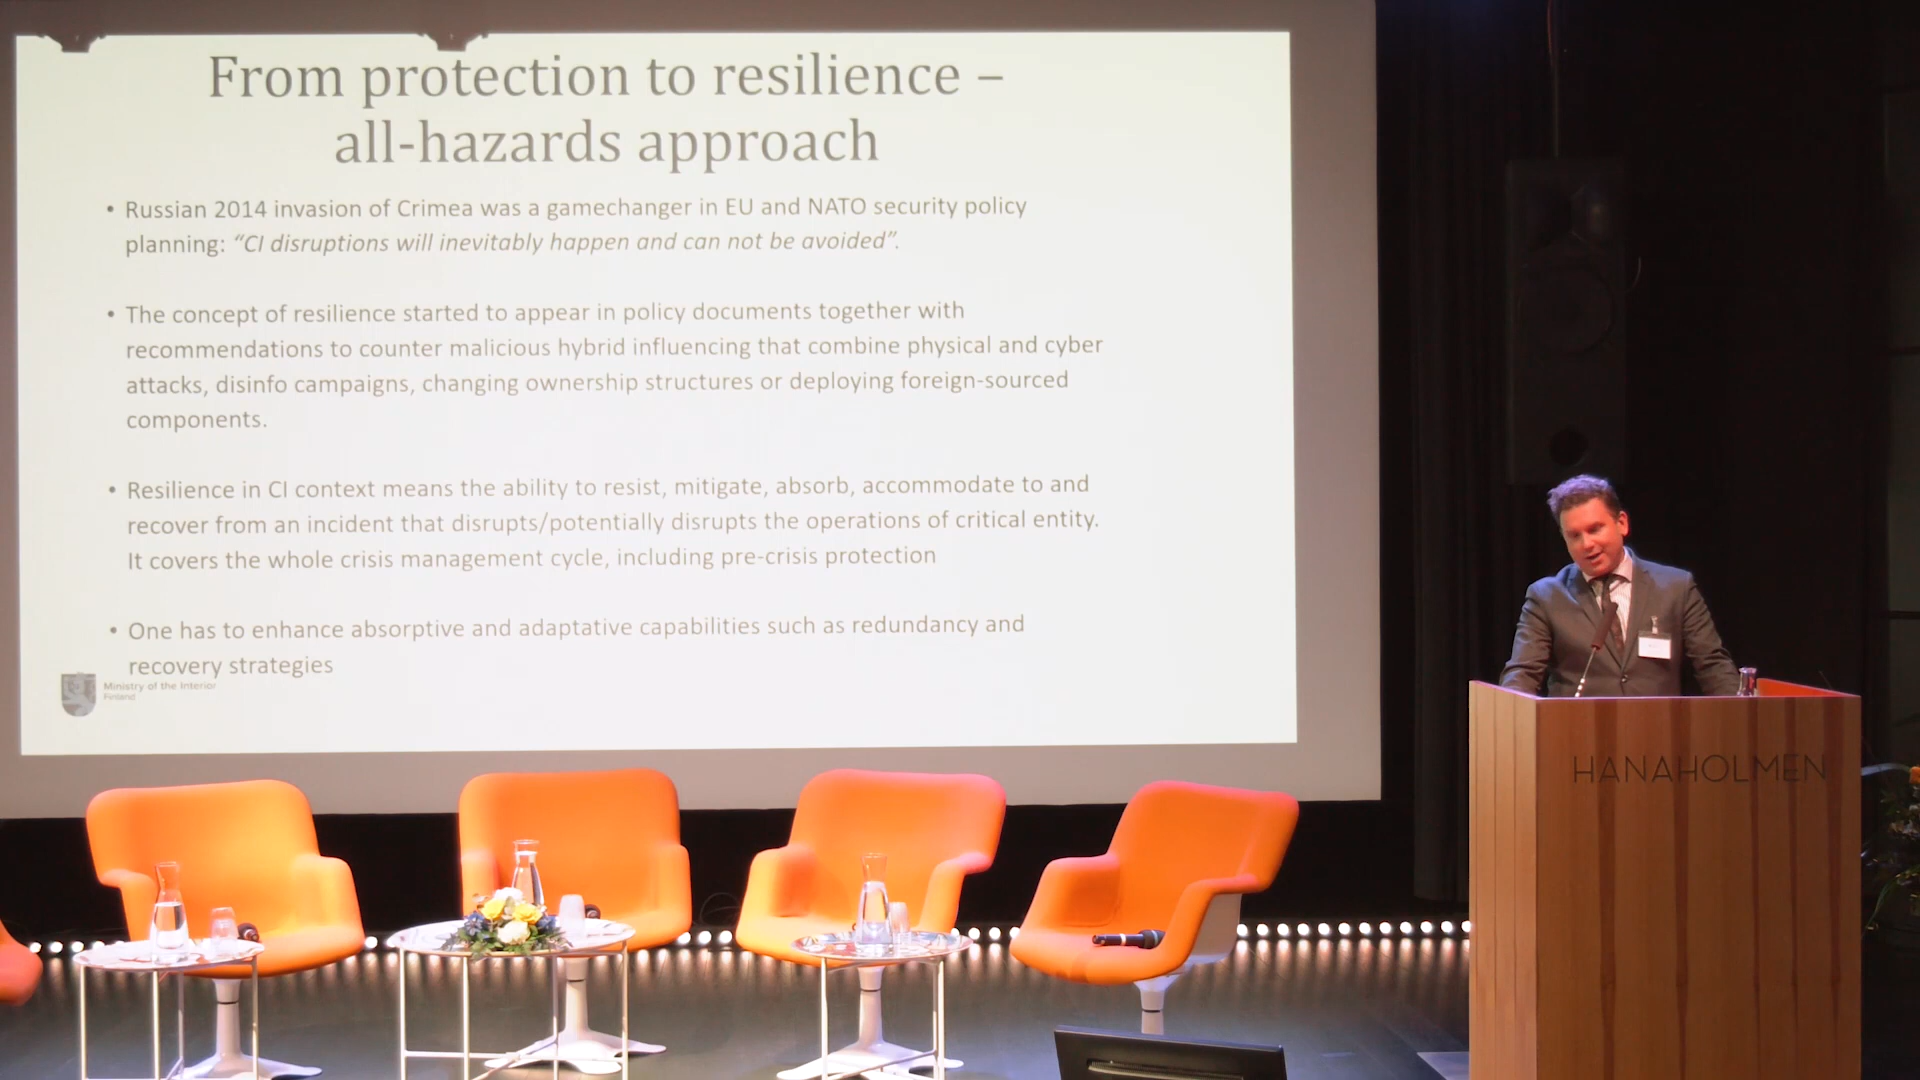 From protection to resilience –
all-hazards approach
• Russian 2014 invasion of Crimea was a gamechanger in EU and NATO security policy
planning: “CI disruptions will inevitably happen and can not be avoided”.
• The concept of resilience started to appear in policy documents together with
recommendations to counter malicious hybrid influencing that combine physical and cyber
attacks, disinfo campaigns, changing ownership structures or deploying foreign-sourced
components.
• Resilience in CI context means the ability to resist, mitigate, absorb, accommodate to and
recover from an incident that disrupts/potentially disrupts the operations of critical entity.
It covers the whole crisis management cycle, including pre-crisis protection
• One has to enhance absorptive and adaptative capabilities such as redundancy and
recovery strategies
Ministry of the Interior
Finland
HANAHOLMEN